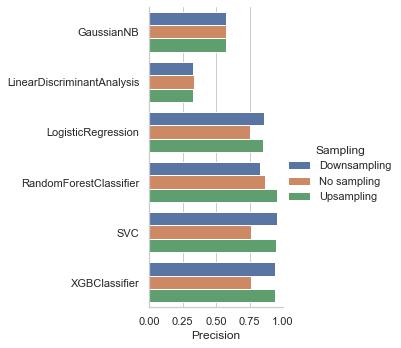 GaussianNB
LinearDiscriminantAnalysis
LogisticRegression
RandomForestClassifier
SVC
XGBClassifier
Sampling
Downsampling
No sampling
Upsampling
0.00 0.25 0.50 0.75 1.00
Precision